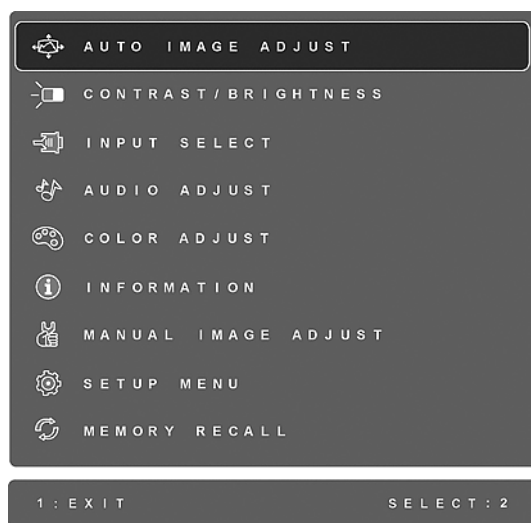 AUTO IMAGE ADJUST
CONTRAST/BRIGHTNESS
INPUT SELECT
AUDIO ADJUST
COLOR ADJUST
INFORMATION
MANUAL IMAGE ADJUST
SETUP MENU
MEMORY RECALL
1:EXIT SELECT:2